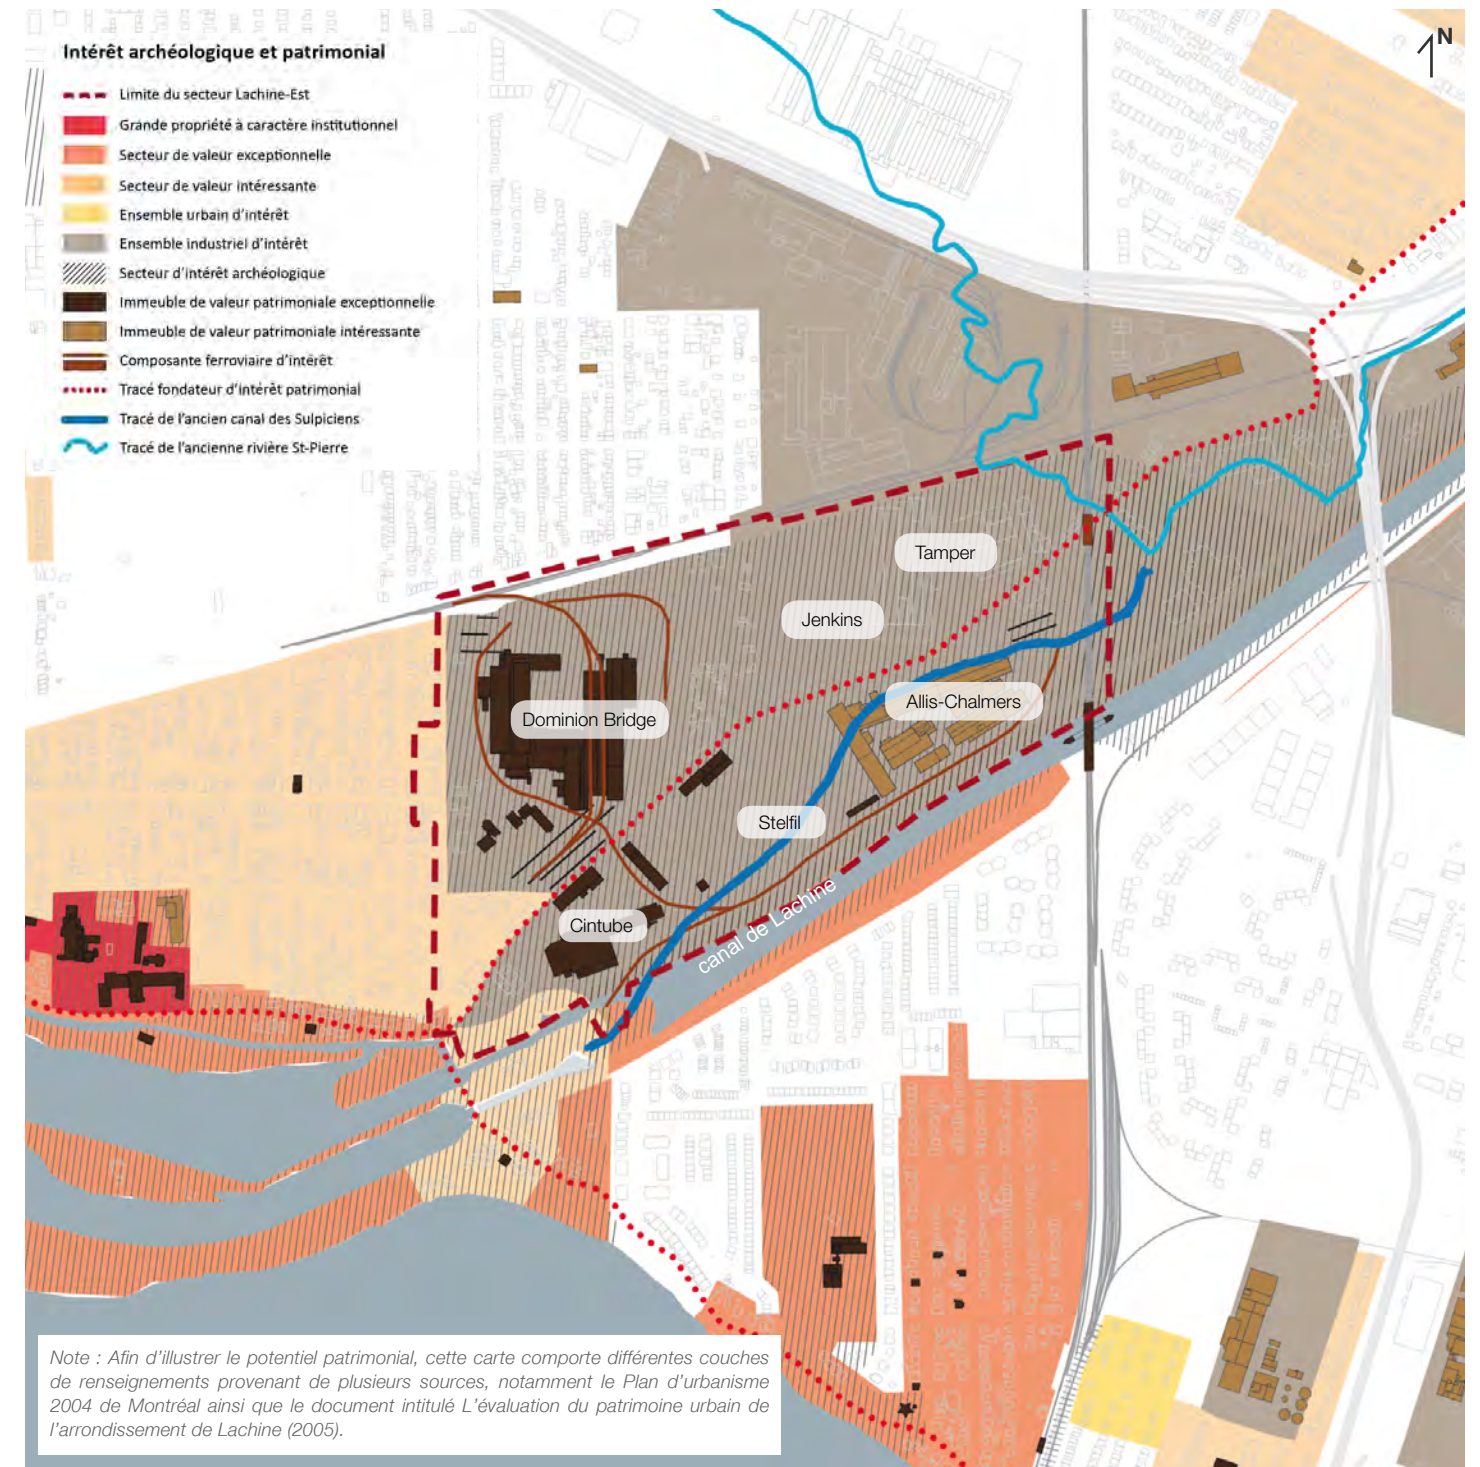 Intérêt archéologique et patrimonial
Limite du secteur Lachine-Est
Grande propriété à caractère institutionnel
Secteur de valeur exceptionnelle
Secteur de valeur intéressante
Ensemble urbain d'intérêt
Ensemble industriel d'intérêt
Secteur d'intérêt archéologique
Immeuble de valeur patrimoniale exceptionnelle
Immeuble de valeur patrimoniale intéressante
Composante ferroviaire d'intérêt
Tracé fondateur d'intérêt patrimonial
Tracé de l'ancien canal des Sulpiciens
Tracé de l'ancienne rivière St-Pierre
N
Tamper
Jenkins
Allis-Chalmers
Dominion Bridge
Stelfil
Cintube
canal de Lachine
Note : Afin d'illustrer le potentiel patrimonial, cette carte comporte différentes couches
de renseignements provenant de plusieurs sources, notamment le Plan d'urbanisme
2004 de Montréal ainsi que le document intitulé L'évaluation du patrimoine urbain de
l'arrondissement de Lachine (2005).